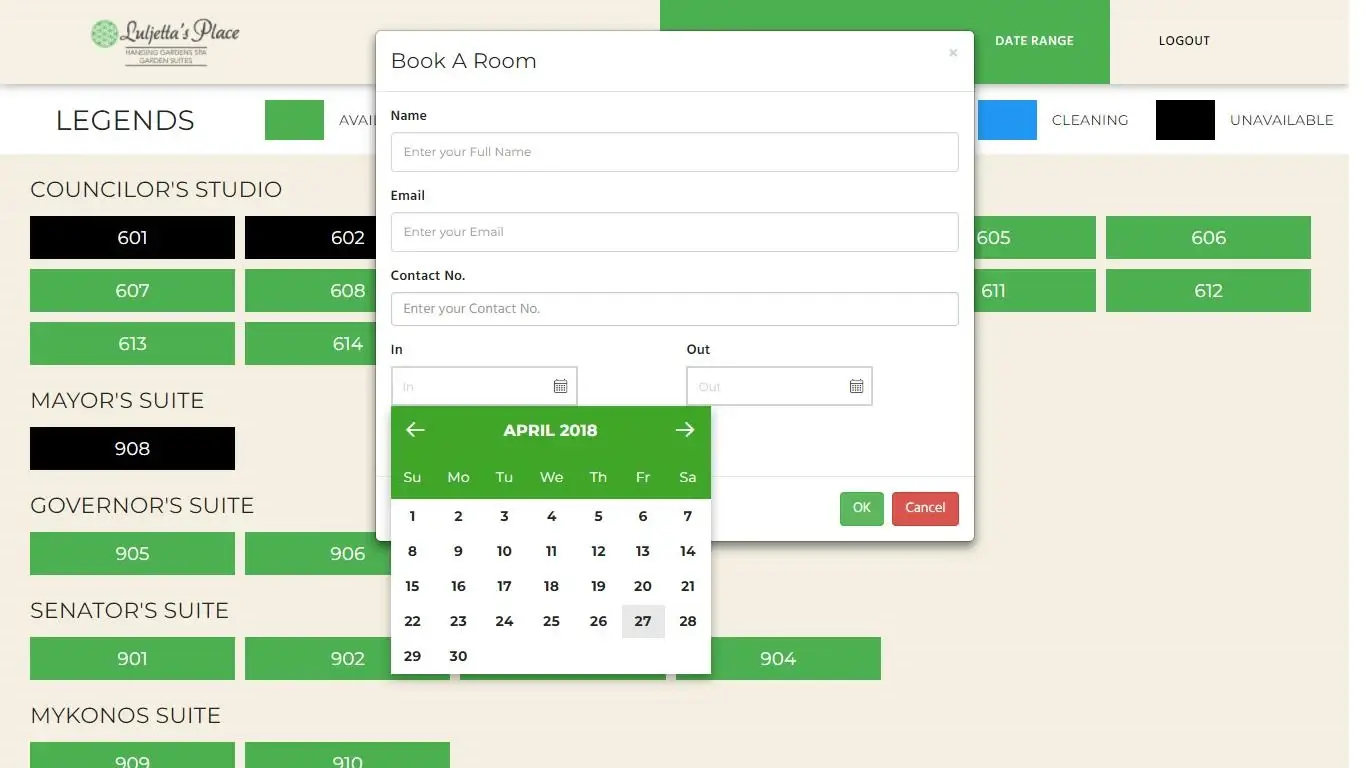 Luljetta's Place
HANGING GARDENS SPA
GARDEN SUITES
DATE RANGE
LOGOUT
LEGENDS
AVAI
CLEANING
UNAVAILABLE
Book A Room
×
Name
Enter your Full Name
Email
Enter your Email
Contact No.
Enter your Contact No.
In
Out
In
Out
APRIL 2018
Su Mo Tu We Th Fr Sa
1 2 3 4 5 6 7
8 9 10 11 12 13 14
15 16 17 18 19 20 21
22 23 24 25 26 27 28
29 30
OK
Cancel
COUNCILOR'S STUDIO
601 602 605 606
607 608 611 612
613 614
MAYOR'S SUITE
908
GOVERNOR'S SUITE
905 906
SENATOR'S SUITE
901 902 904
MYKONOS SUITE
909 910